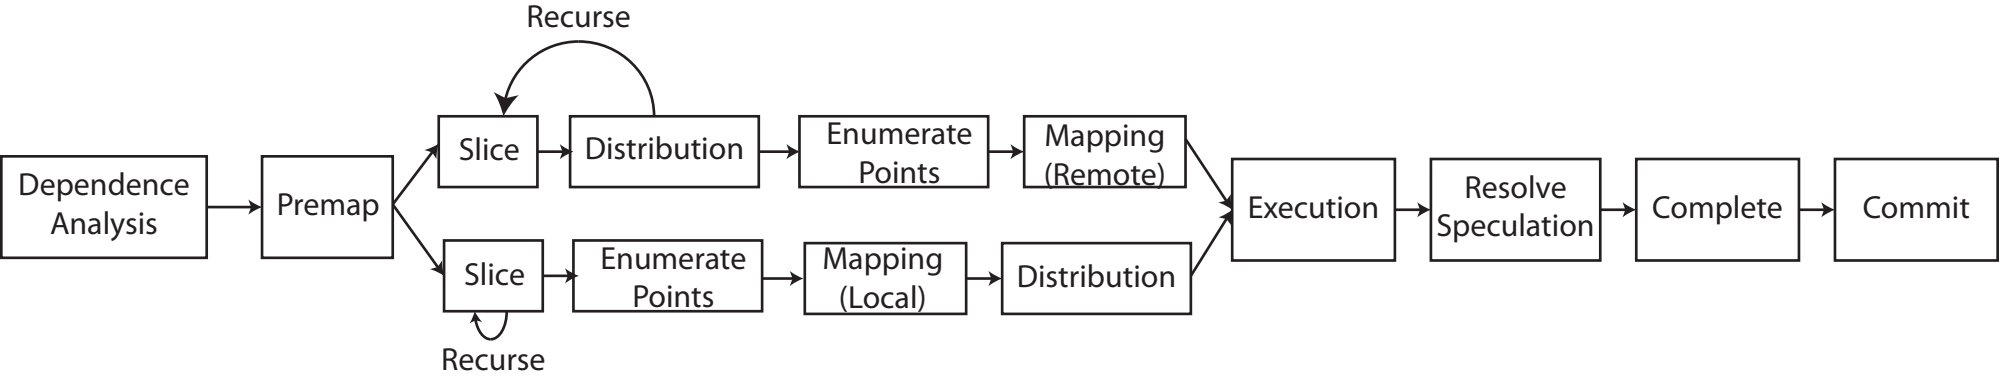 Recurse
Dependence
Analysis
Premap
Slice
Distribution
Enumerate
Points
Mapping
(Remote)
Slice
Recurse
Enumerate
Points
Mapping
(Local)
Distribution
Execution
Resolve
Speculation
Complete
Commit